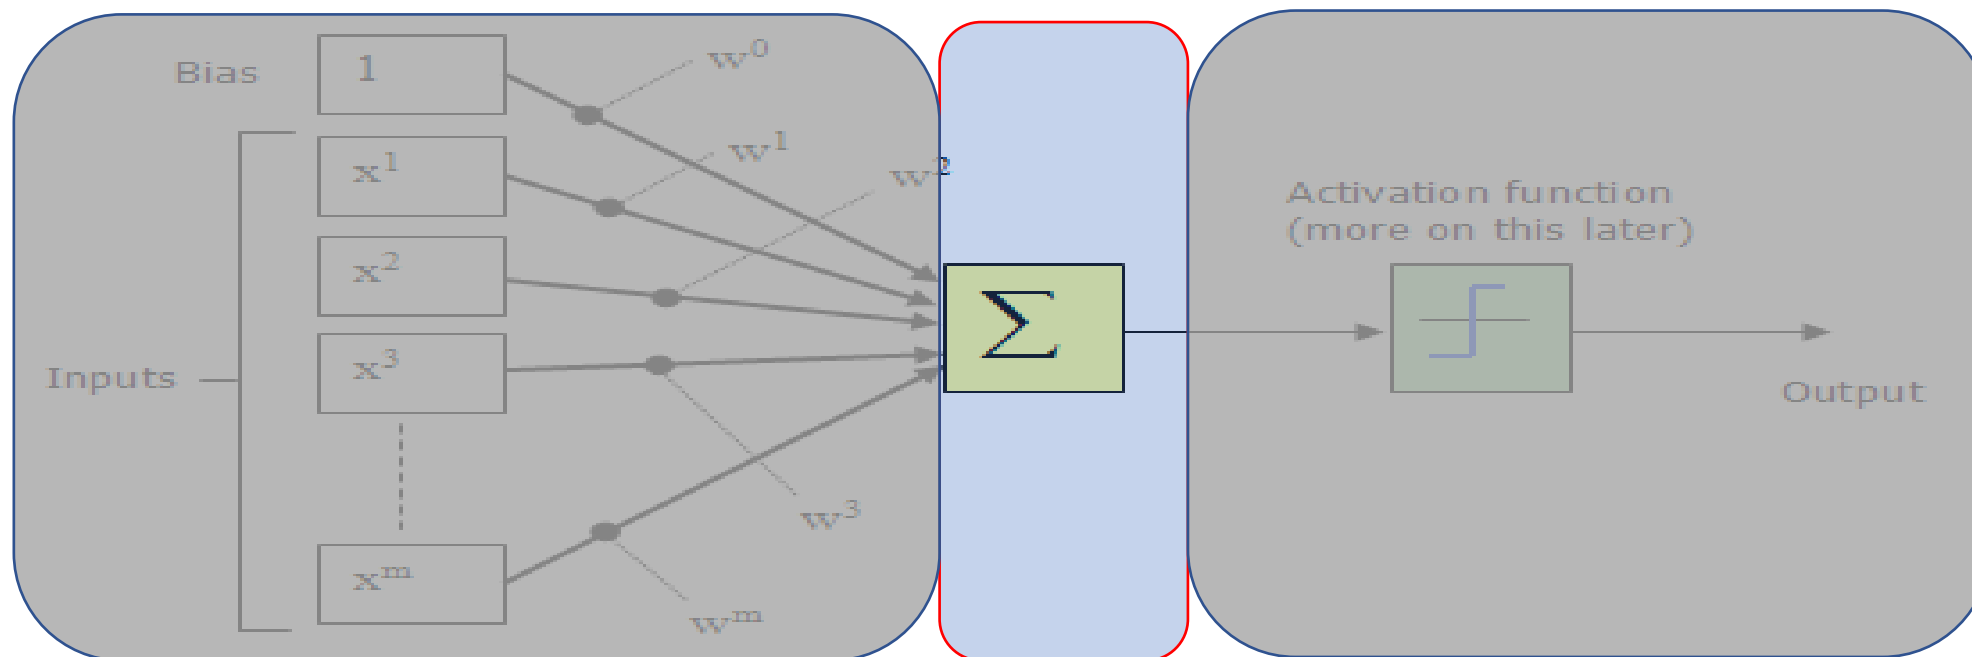 Bias
1
w⁰
x¹
w¹
w²
x²
Activation function
(more on this later)
∑
x³
Inputs
Output
w³
xᵐ
wᵐ